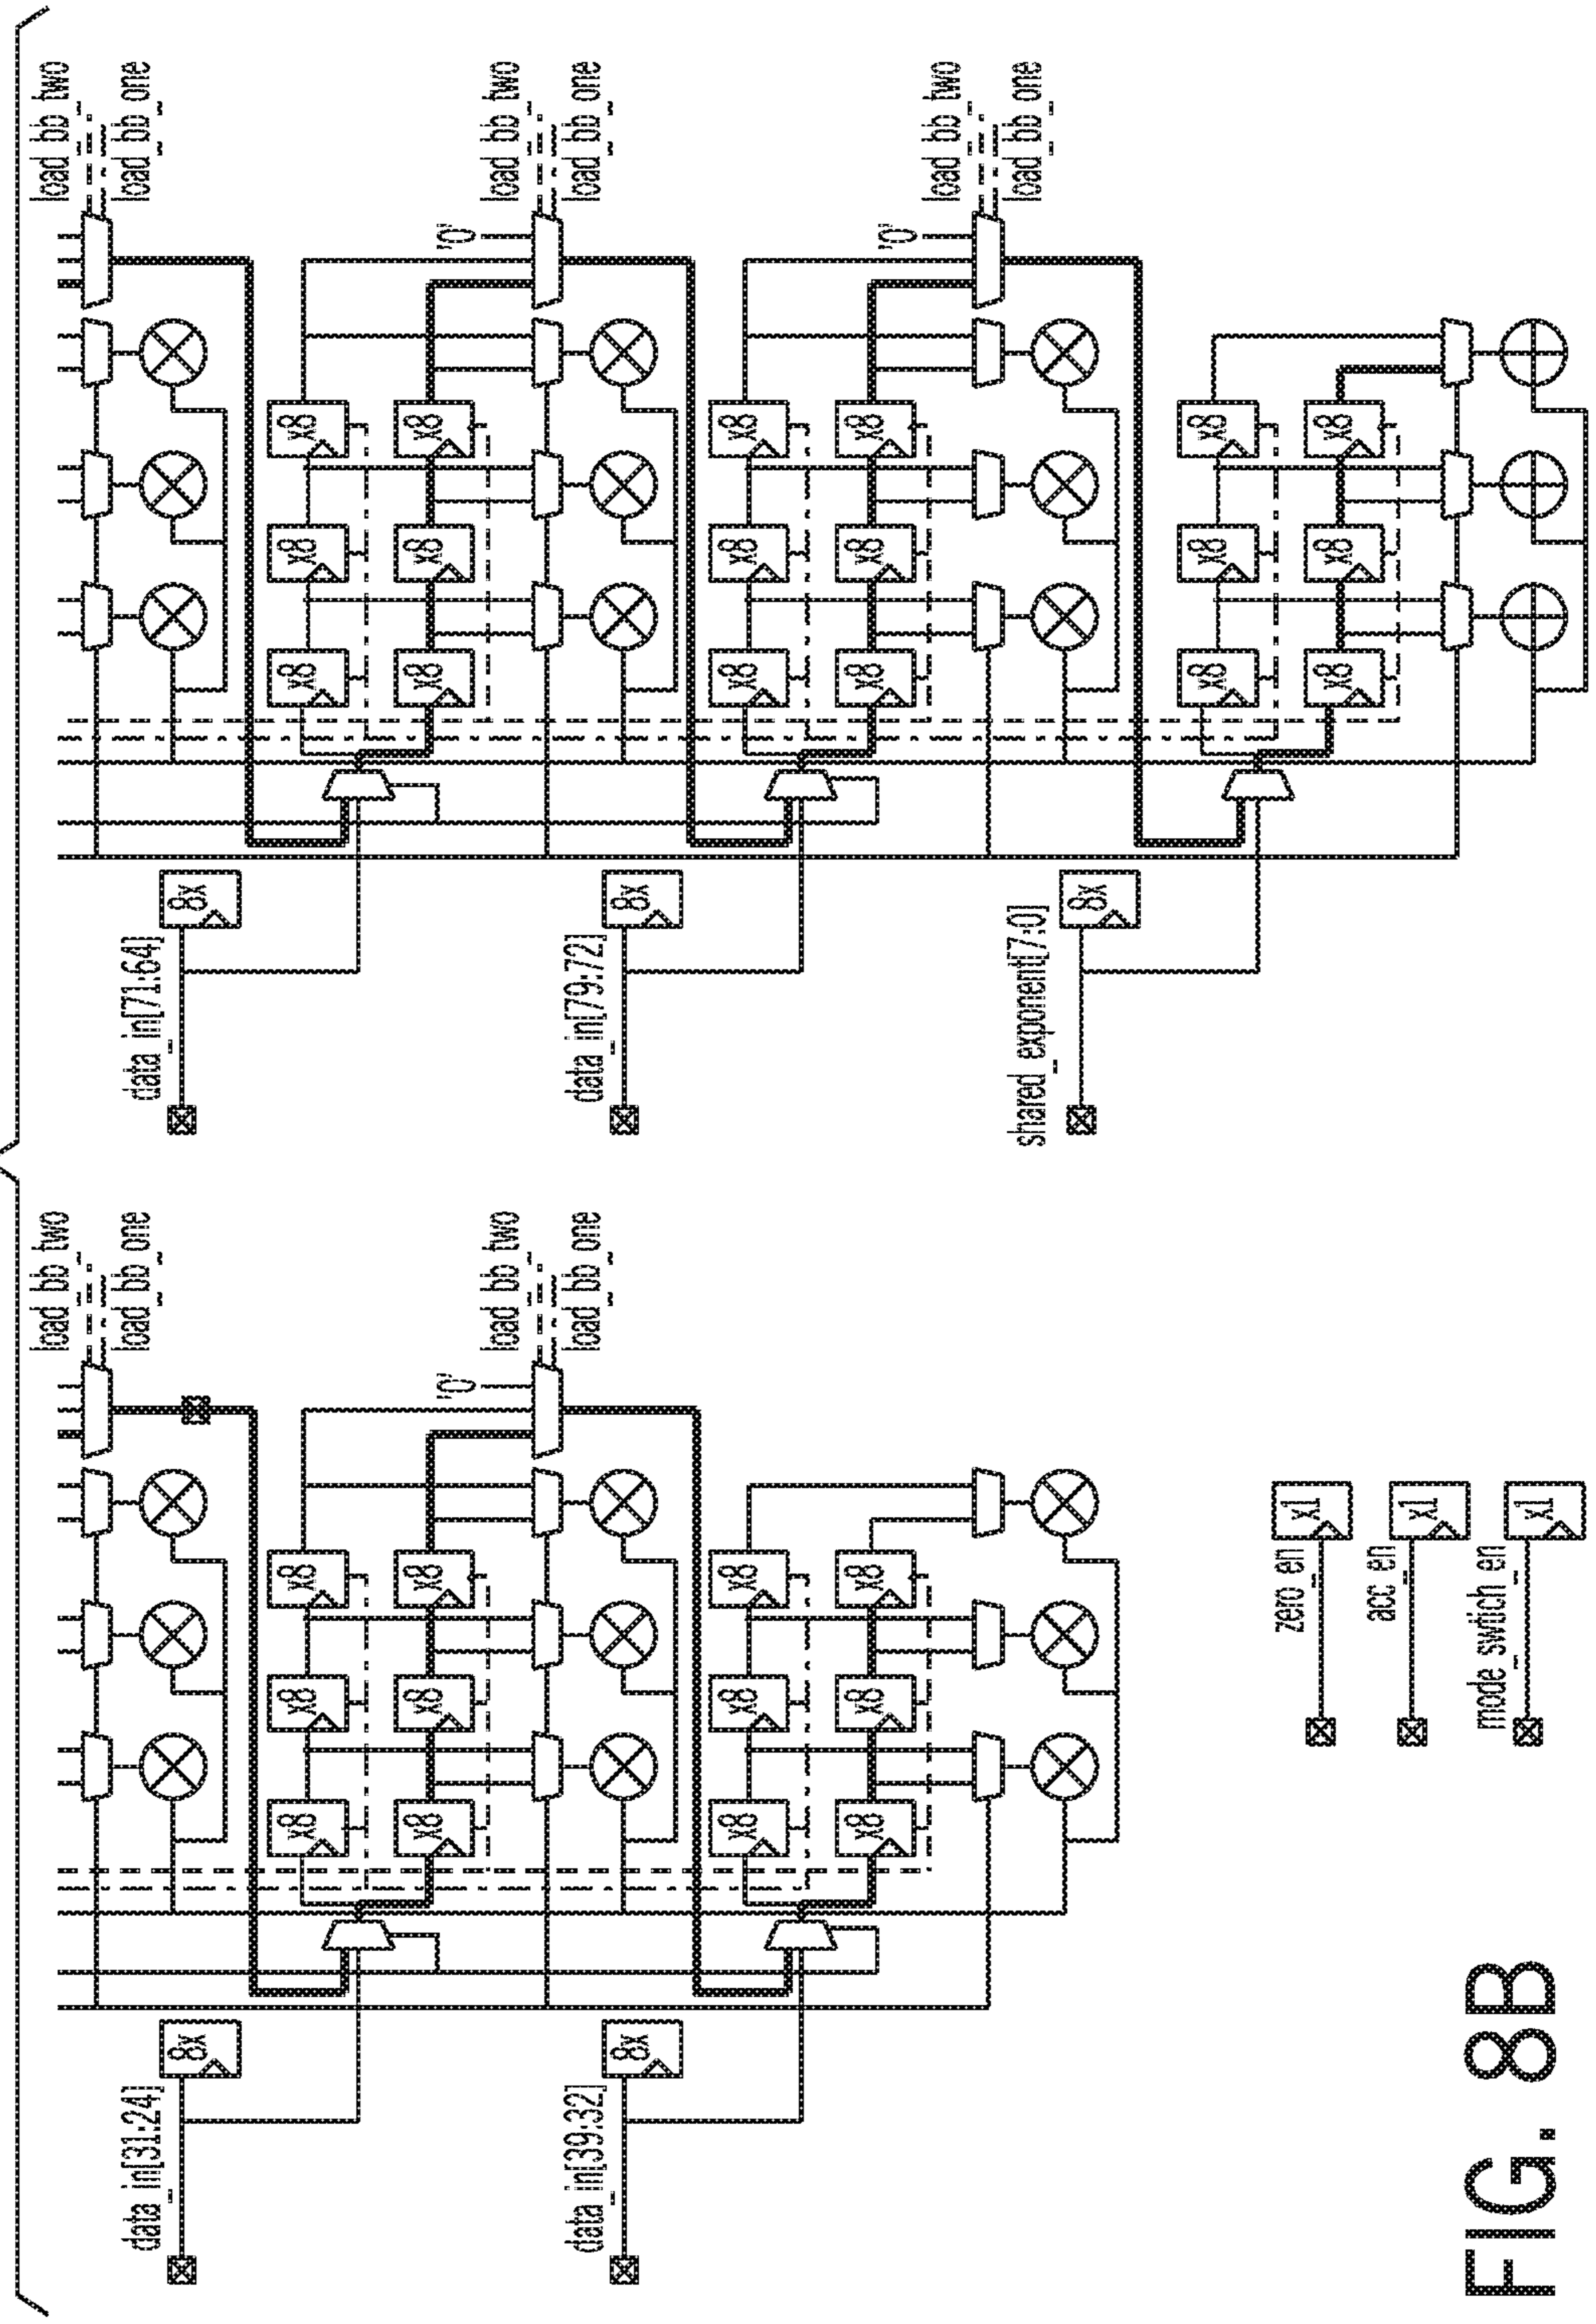 load_bb_two
load_bb_one
data_in[31:24]
8x
x8 x8 x8
x8 x8 x8
'0'
load_bb_two
load_bb_one
data_in[39:32]
8x
x8 x8 x8
x8 x8 x8
zero_en x1
acc_en x1
mode_swtich_en x1
load_bb_two
load_bb_one
data_in[71:64]
8x
x8 x8 x8
x8 x8 x8
'0'
load_bb_two
load_bb_one
data_in[79:72]
8x
x8 x8 x8
x8 x8 x8
'0'
load_bb_two
load_bb_one
shared_exponent[7:0]
8x
x8 x8 x8
x8 x8 x8
FIG. 8B